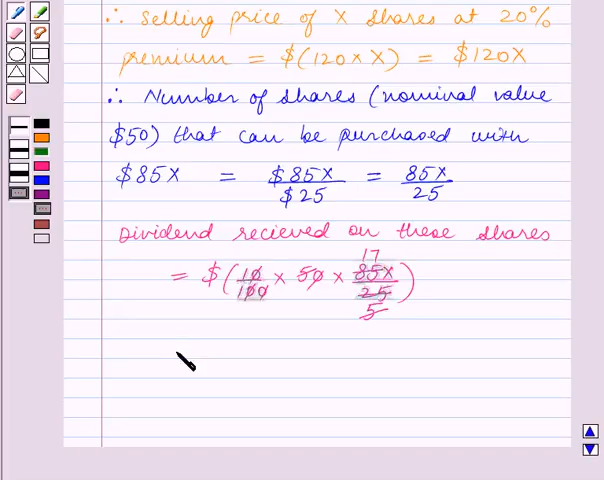 ∴ Selling price of X shares at 20%
premium = $(120 × X) = $120X
∴ Number of shares (nominal value
$50) that can be purchased with
$85X = $85X/$25 = 85X/25
Dividend recieved on these shares
17
= $(10/100 × 50 × 85X/25)
5